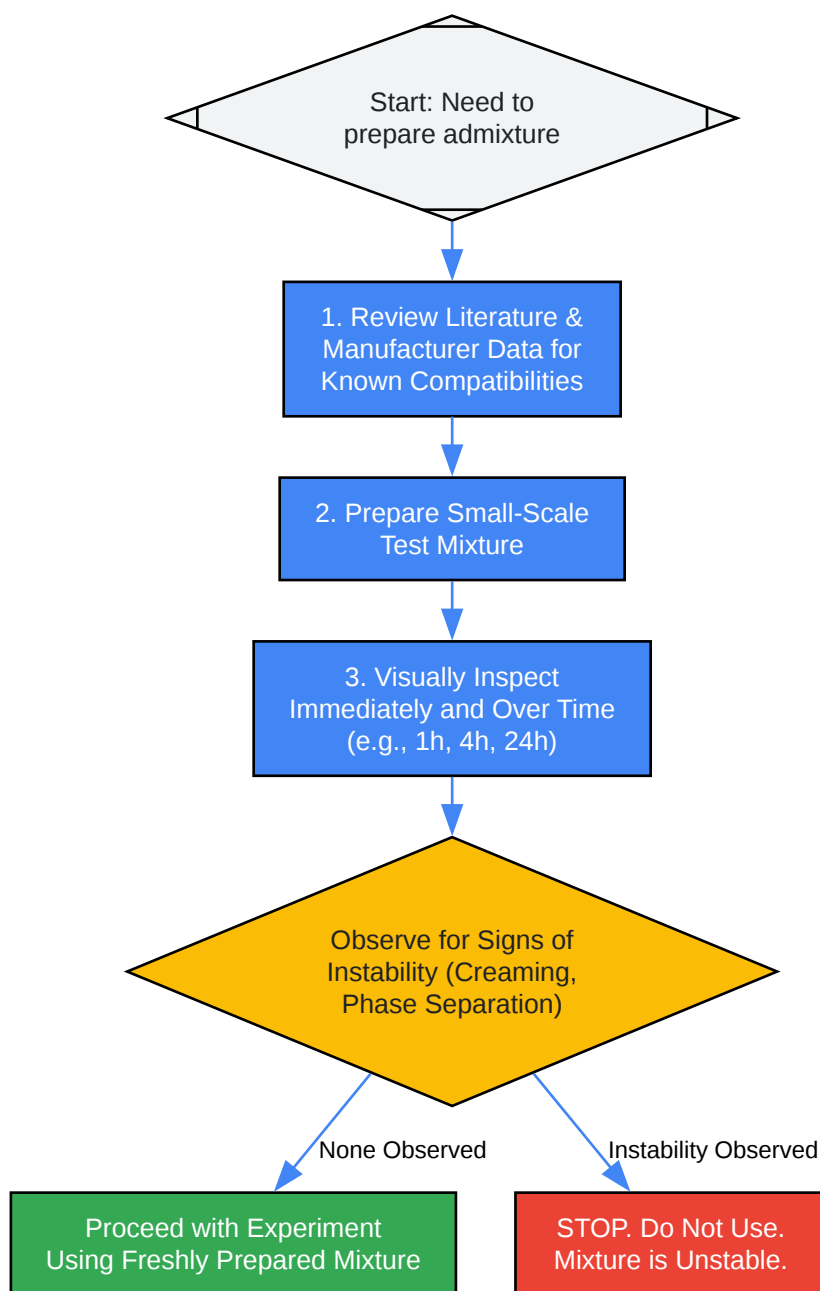 Start: Need to
prepare admixture
1. Review Literature &
Manufacturer Data for
Known Compatibilities
2. Prepare Small-Scale
Test Mixture
3. Visually Inspect
Immediately and Over Time
(e.g., 1h, 4h, 24h)
Observe for Signs of
Instability (Creaming,
Phase Separation)
None Observed
Instability Observed
Proceed with Experiment
Using Freshly Prepared Mixture
STOP. Do Not Use.
Mixture is Unstable.